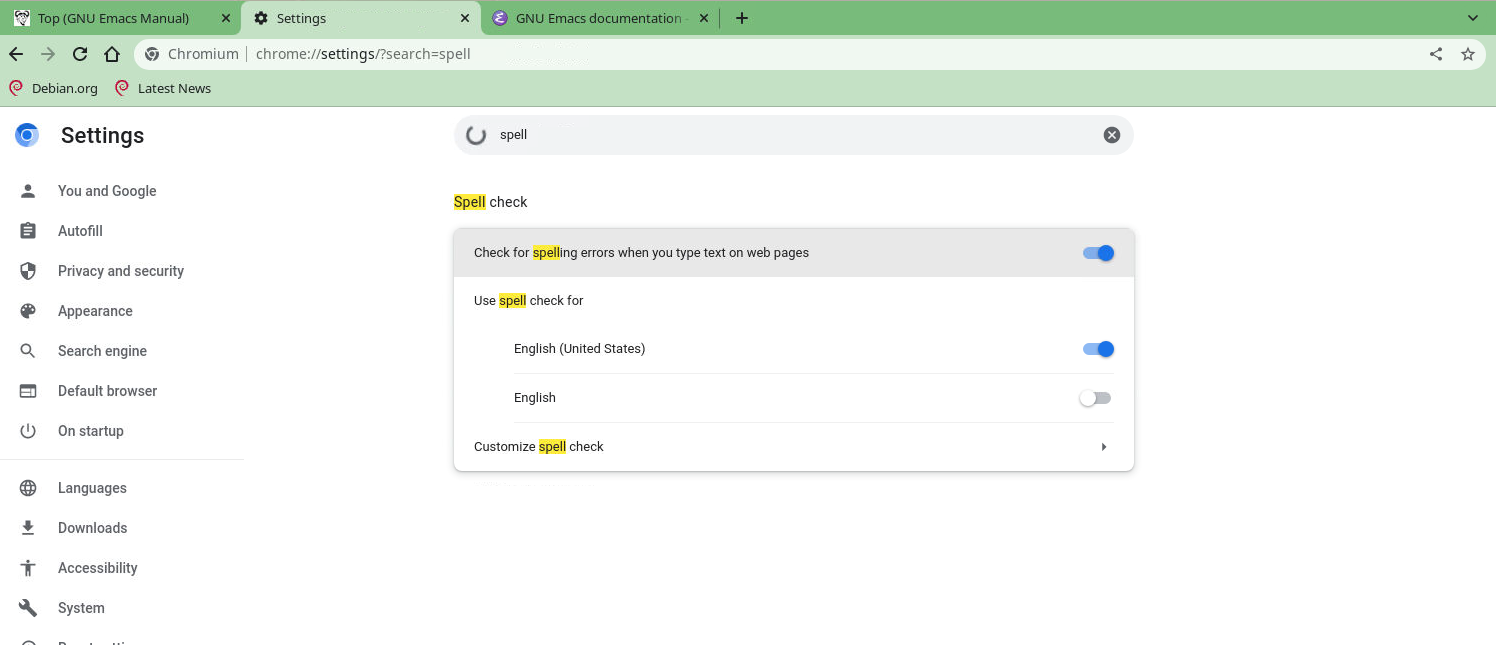 Top (GNU Emacs Manual)
Settings
GNU Emacs documentation
Chromium
chrome://settings/?search=spell
Debian.org
Latest News
Settings
spell
You and Google
Autofill
Privacy and security
Appearance
Search engine
Default browser
On startup
Languages
Downloads
Accessibility
System
Spell check
Check for spelling errors when you type text on web pages
Use spell check for
English (United States)
English
Customize spell check